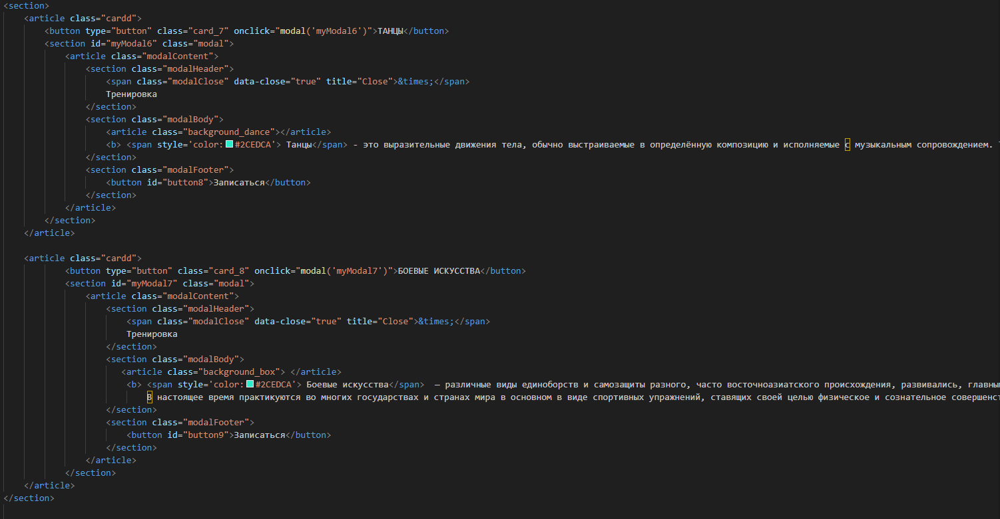 <section>
<article class="cardd">
<button type="button" class="card_7" onclick="modal('myModal6')">ТАНЦЫ</button>
<section id="myModal6" class="modal">
<article class="modalContent">
<section class="modalHeader">
<span class="modalClose" data-close="true" title="Close">&times;</span>
Тренировка
</section>
<section class="modalBody">
<article class="background_dance"></article>
<b> <span style='color:#2CEDCA'> Танцы</span> - это выразительные движения тела, обычно выстраиваемые в определённую композицию и исполняемые с музыкальным сопровождением.
</section>
<section class="modalFooter">
<button id="button8">Записаться</button>
</section>
</article>
</section>
</article>
<article class="cardd">
<button type="button" class="card_8" onclick="modal('myModal7')">БОЕВЫЕ ИСКУССТВА</button>
<section id="myModal7" class="modal">
<article class="modalContent">
<section class="modalHeader">
<span class="modalClose" data-close="true" title="Close">&times;</span>
Тренировка
</section>
<section class="modalBody">
<article class="background_box"> </article>
<b> <span style='color:#2CEDCA'> Боевые искусства</span> — различные виды единоборств и самозащиты разного, часто восточноазиатского происхождения, развивались, главным
В настоящее время практикуются во многих государствах и странах мира в основном в виде спортивных упражнений, ставящих своей целью физическое и сознательное совершенст
</section>
<section class="modalFooter">
<button id="button9">Записаться</button>
</section>
</article>
</section>
</article>
</section>